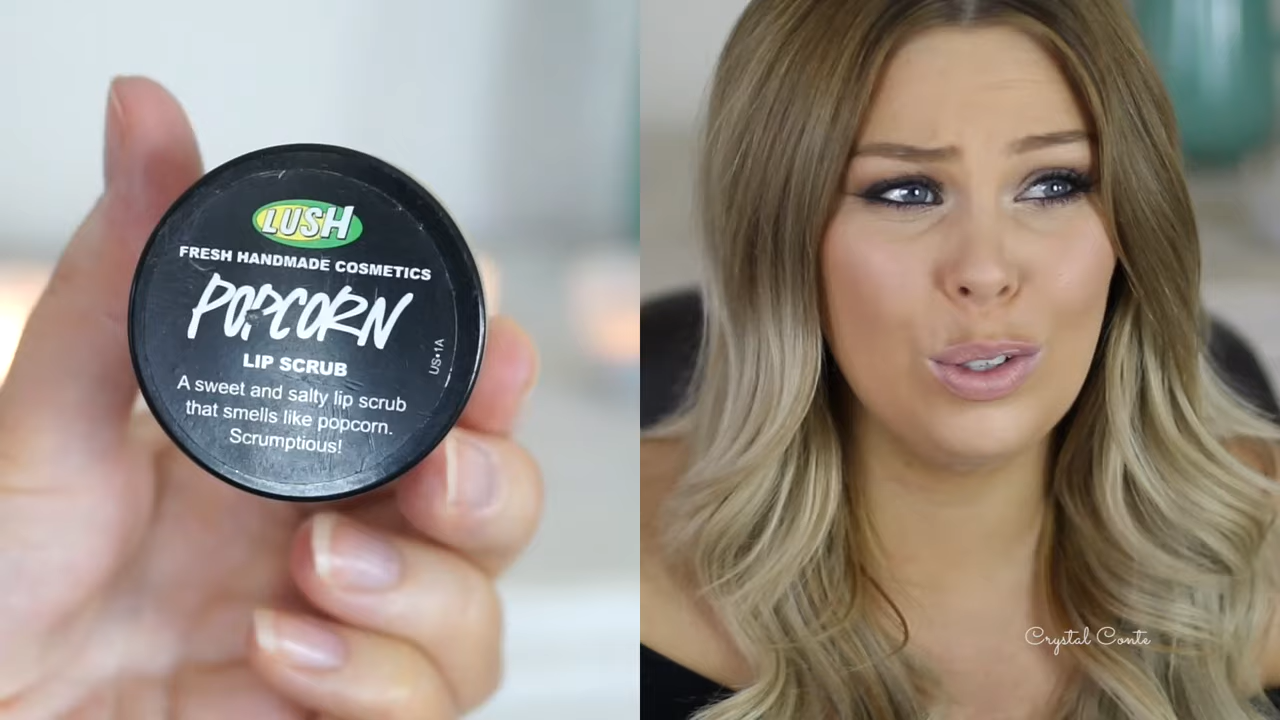 LUSH
FRESH HANDMADE COSMETICS
POPCORN
LIP SCRUB
A sweet and salty lip scrub
that smells like popcorn.
Scrumptious!
US•1A
Crystal Conte